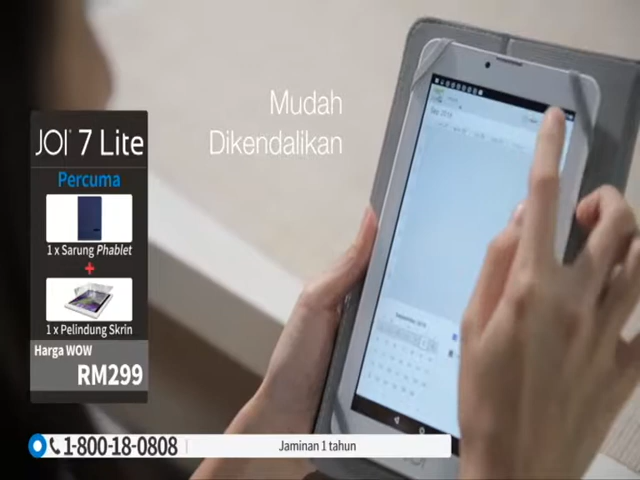 Mudah
Dikendalikan
JOI 7 Lite
Percuma
1 x Sarung Phablet
+
1 x Pelindung Skrin
Harga WOW
RM299
1-800-18-0808
Jaminan 1 tahun
JOI